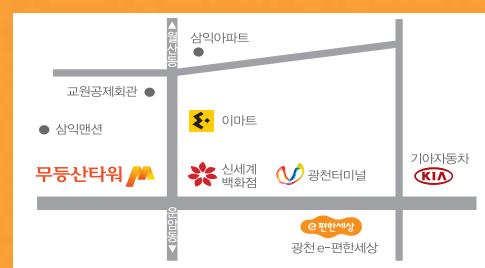 ▲월산동
삼익아파트
교원공제회관
이마트
삼익맨션
무등산타워
신세계
백화점
광천터미널
기아자동차
KIA
운암동▼
e편한세상
광천 e-편한세상